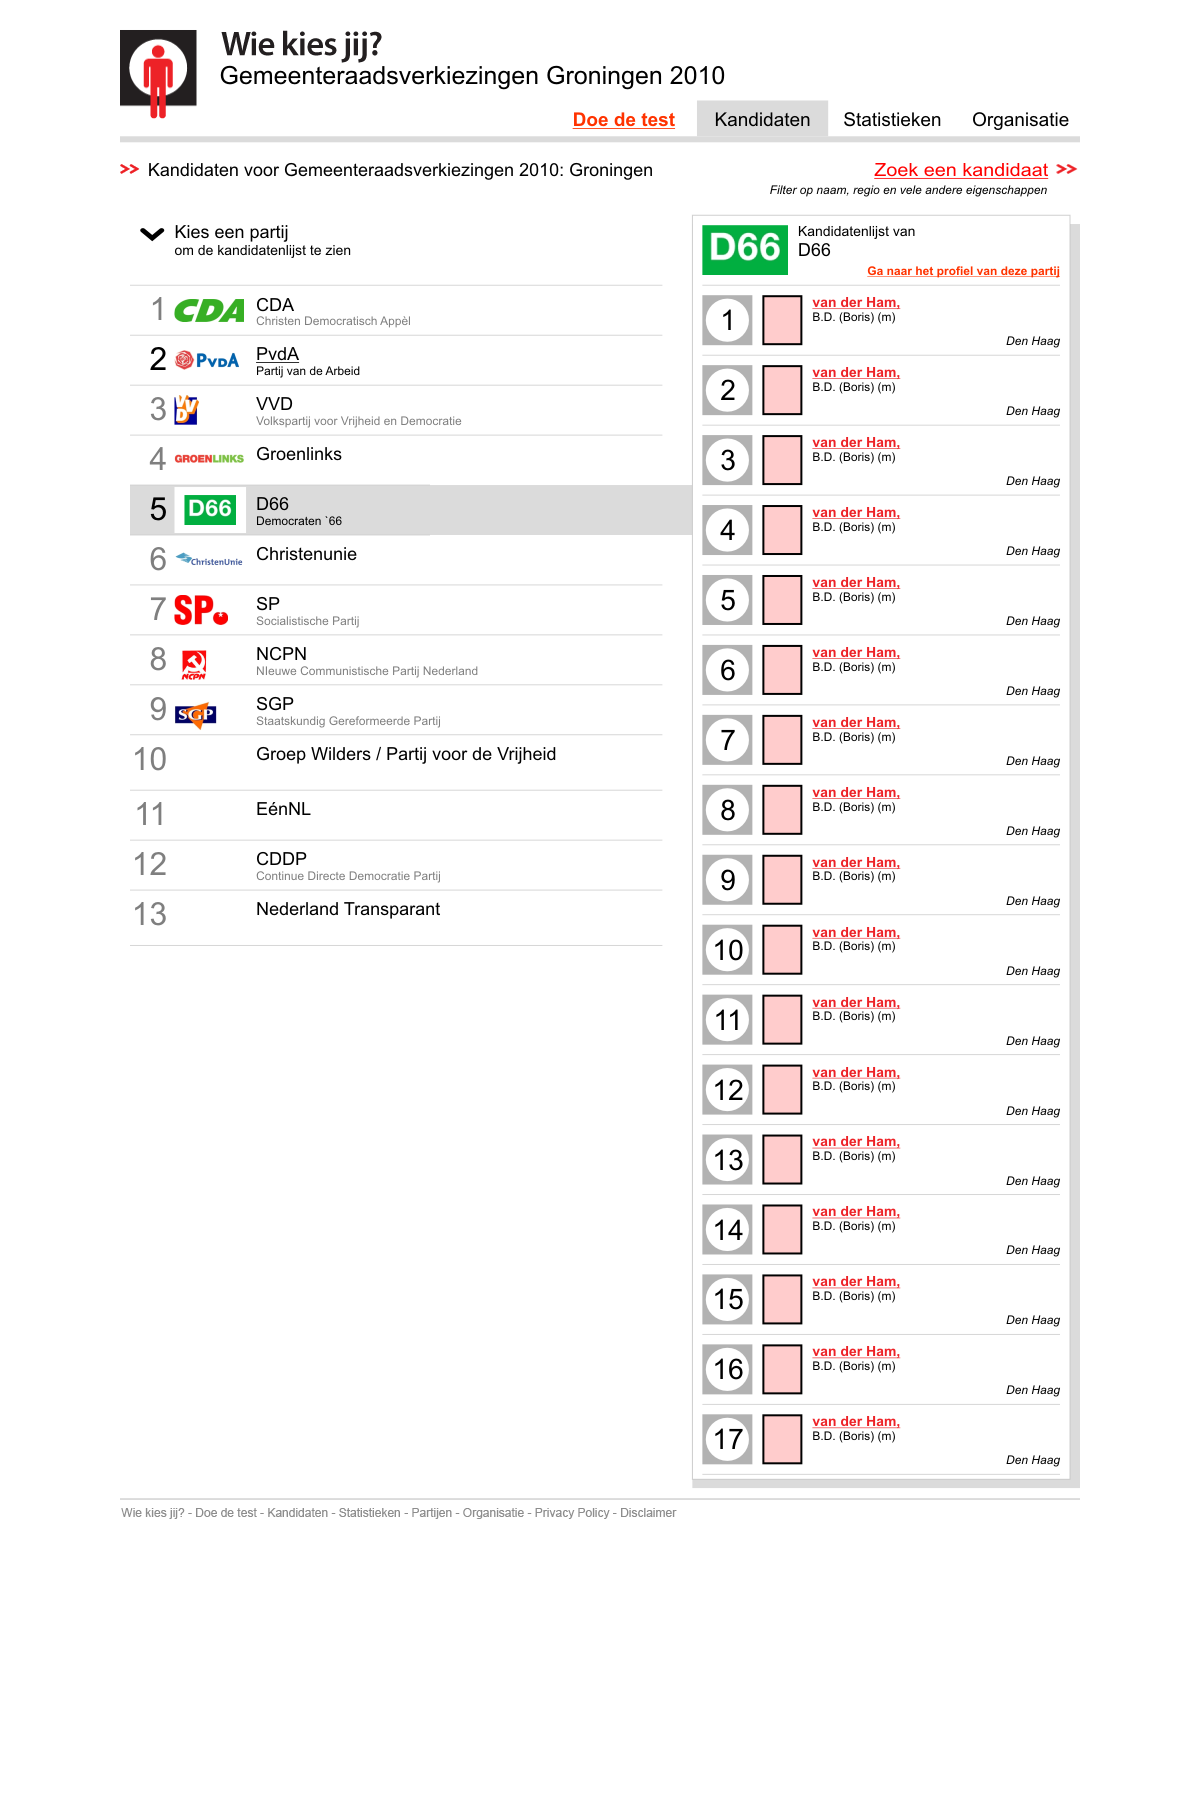 Wie kies jij?
Gemeenteraadsverkiezingen Groningen 2010
Doe de test Kandidaten Statistieken Organisatie
>> Kandidaten voor Gemeenteraadsverkiezingen 2010: Groningen
Zoek een kandidaat >>
Filter op naam, regio en vele andere eigenschappen
Kies een partij
om de kandidatenlijst te zien
1 CDA CDA
Christen Democratisch Appèl
2 PvdA PvdA
Partij van de Arbeid
3 VVD VVD
Volkspartij voor Vrijheid en Democratie
4 GROENLINKS Groenlinks
5 D66 D66
Democraten `66
6 ChristenUnie Christenunie
7 SP SP
Socialistische Partij
8 NCPN NCPN
NIeuwe Communistische Partij Nederland
9 SGP SGP
Staatskundig Gereformeerde Partij
10 Groep Wilders / Partij voor de Vrijheid
11 EénNL
12 CDDP
Continue Directe Democratie Partij
13 Nederland Transparant
D66 Kandidatenlijst van
D66
Ga naar het profiel van deze partij
1 van der Ham,
B.D. (Boris) (m)
Den Haag
2 van der Ham,
B.D. (Boris) (m)
Den Haag
3 van der Ham,
B.D. (Boris) (m)
Den Haag
4 van der Ham,
B.D. (Boris) (m)
Den Haag
5 van der Ham,
B.D. (Boris) (m)
Den Haag
6 van der Ham,
B.D. (Boris) (m)
Den Haag
7 van der Ham,
B.D. (Boris) (m)
Den Haag
8 van der Ham,
B.D. (Boris) (m)
Den Haag
9 van der Ham,
B.D. (Boris) (m)
Den Haag
10 van der Ham,
B.D. (Boris) (m)
Den Haag
11 van der Ham,
B.D. (Boris) (m)
Den Haag
12 van der Ham,
B.D. (Boris) (m)
Den Haag
13 van der Ham,
B.D. (Boris) (m)
Den Haag
14 van der Ham,
B.D. (Boris) (m)
Den Haag
15 van der Ham,
B.D. (Boris) (m)
Den Haag
16 van der Ham,
B.D. (Boris) (m)
Den Haag
17 van der Ham,
B.D. (Boris) (m)
Den Haag
Wie kies jij? - Doe de test - Kandidaten - Statistieken - Partijen - Organisatie - Privacy Policy - Disclaimer